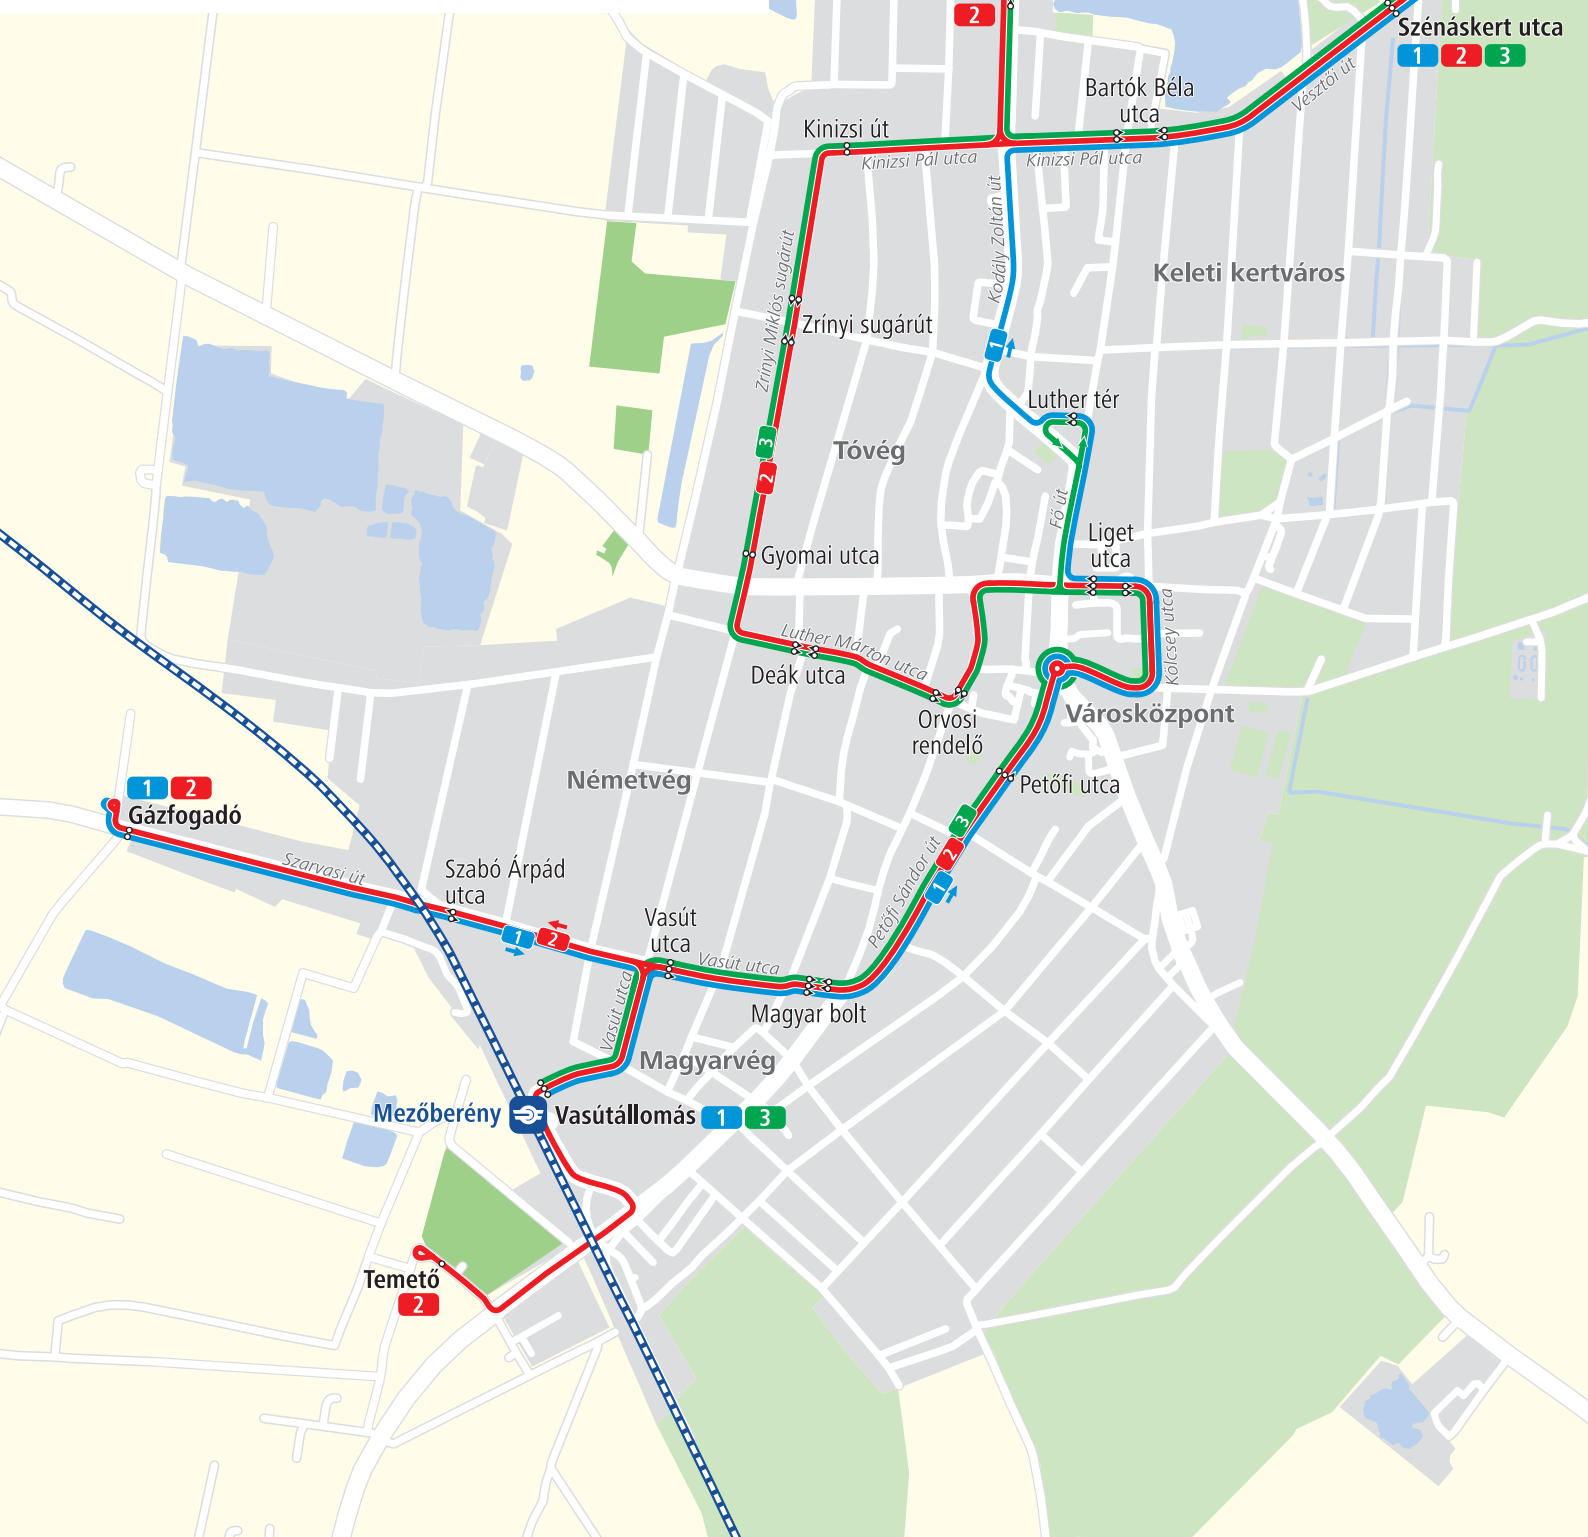 2
Szénáskert utca
1 2 3
Vésztői út
Bartók Béla
utca
Kinizsi út
Kinizsi Pál utca
Kinizsi Pál utca
Kodály Zoltán út
Keleti kertváros
Zrínyi Miklós sugárút
Zrínyi sugárút
1
Luther tér
3
Tóvég
2
Fő út
Liget
utca
Gyomai utca
Kölcsey utca
Luther Márton utca
Deák utca
Orvosi
rendelő
Városközpont
Németvég
Petőfi utca
1 2
Gázfogadó
3
2
1
Petőfi Sándor út
Szarvasi út
Szabó Árpád
utca
Vasút
utca
1 2
Vasút utca
Vasút utca
Magyar bolt
Magyarvég
Mezőberény
Vasútállomás 1 3
Temető
2